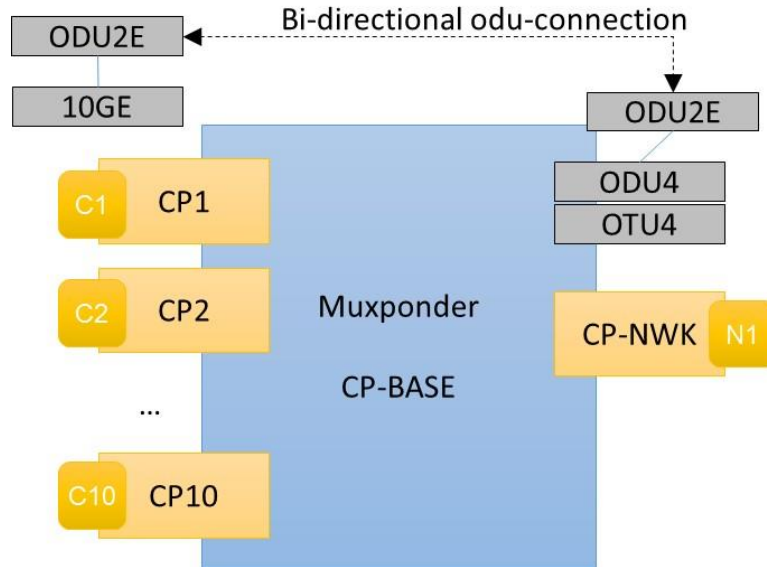 Bi-directional odu-connection
ODU2E
10GE
ODU2E
ODU4
OTU4
C1
CP1
C2
CP2
...
C10
CP10
Muxponder
CP-BASE
CP-NWK
N1